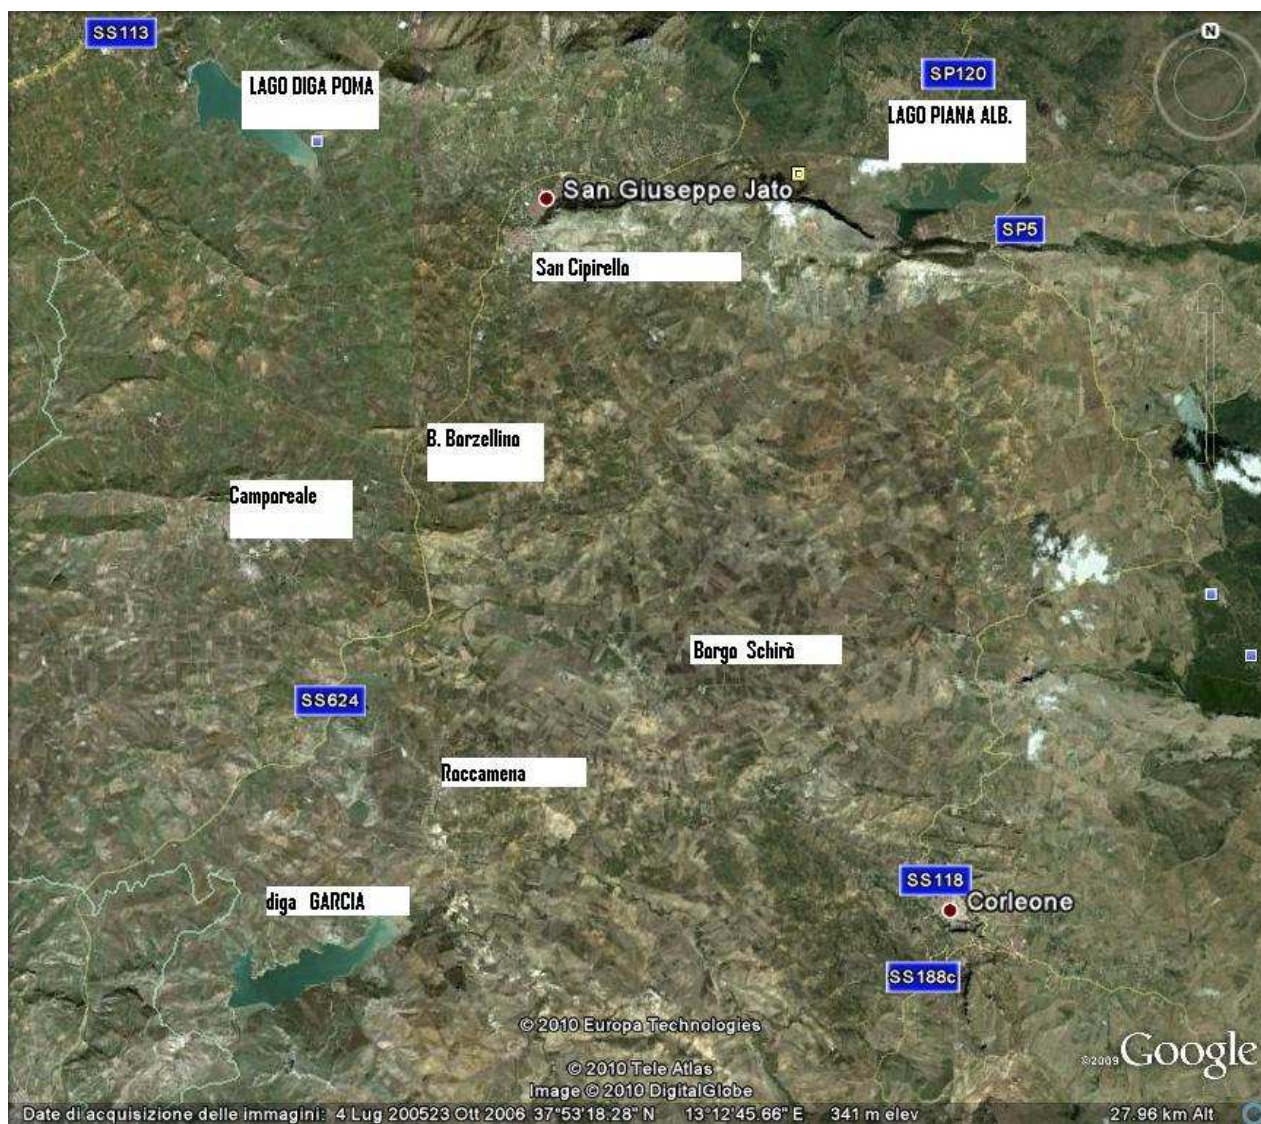 SS113
N
SP120
LAGO DIGA POMA
LAGO PIANA ALB.
San Giuseppe Jato
SP5
San Cipirello
B. Borzellino
Camporeale
Borgo Schirò
SS624
Roccamena
SS118
diga GARCIA
Corleone
SS188c
© 2010 Europa Technologies
©2009 Google
© 2010 Tele Atlas
Image © 2010 DigitalGlobe
Date di acquisizione delle immagini: 4 Lug 200523 Ott 2006 37°53'18.28" N 13°12'45.66" E 341 m elev 27.96 km Alt